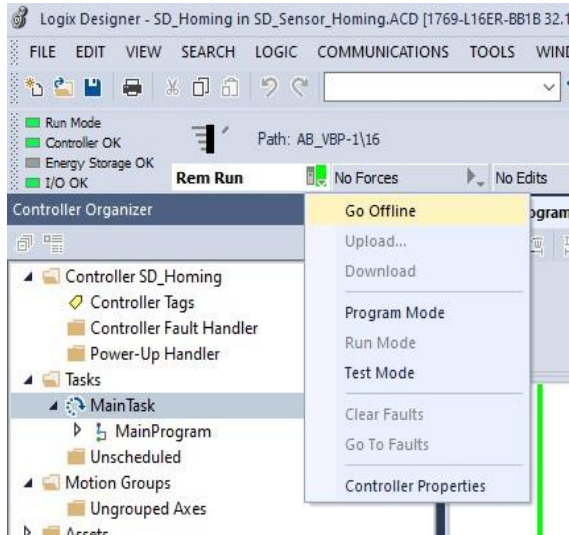 Logix Designer - SD_Homing in SD_Sensor_Homing.ACD [1769-L16ER-BB1B 32.1
FILE EDIT VIEW SEARCH LOGIC COMMUNICATIONS TOOLS WIND
Run Mode
Controller OK
Energy Storage OK
I/O OK
Path: AB_VBP-1\16
Rem Run No Forces No Edits
Controller Organizer
Go Offline
Upload...
Download
Program Mode
Run Mode
Test Mode
Clear Faults
Go To Faults
Controller Properties
Controller SD_Homing
Controller Tags
Controller Fault Handler
Power-Up Handler
Tasks
MainTask
MainProgram
Unscheduled
Motion Groups
Ungrouped Axes
Assets